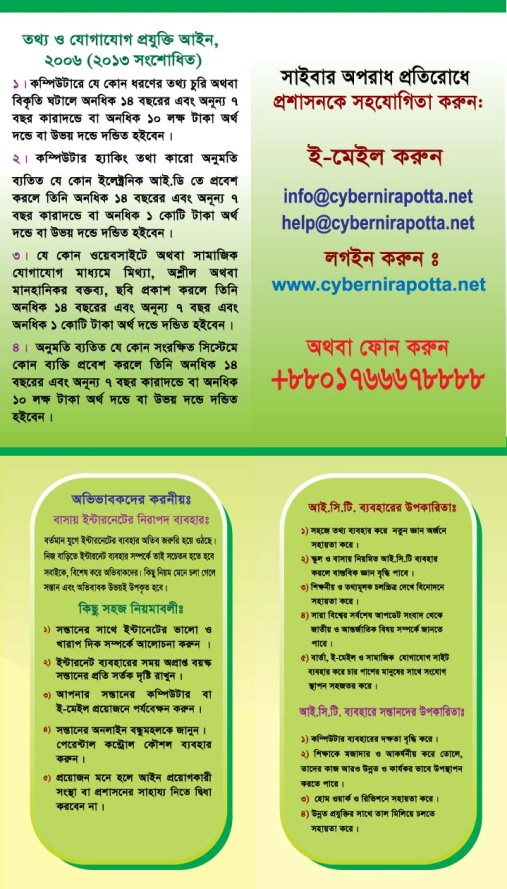 তথ্য ও যোগাযোগ প্রযুক্তি আইন,
২০০৬ (২০১৩ সংশোধিত)
১। কম্পিউটারে যে কোন ধরণের তথ্য চুরি অথবা
বিকৃতি ঘটালে অনধিক ১৪ বছরের এবং অনূন্য ৭
বছর কারাদন্ডে বা অনধিক ১০ লক্ষ টাকা অর্থ
দন্ডে বা উভয় দন্ডে দন্ডিত হইবেন।
২। কম্পিউটার হ্যাকিং তথা কারো অনুমতি
ব্যতিত যে কোন ইলেক্ট্রনিক আই.ডি তে প্রবেশ
করলে তিনি অনধিক ১৪ বছরের এবং অনূন্য ৭
বছর কারাদন্ডে বা অনধিক ১ কোটি টাকা অর্থ
দন্ডে বা উভয় দন্ডে দন্ডিত হইবেন।
৩। যে কোন ওয়েবসাইটে অথবা সামাজিক
যোগাযোগ মাধ্যমে মিথ্যা, অশ্লীল অথবা
মানহানিকর বক্তব্য, ছবি প্রকাশ করলে তিনি
অনধিক ১৪ বছরের এবং অনূন্য ৭ বছর এবং
অনধিক ১ কোটি টাকা অর্থ দন্ডে দন্ডিত হইবেন।
৪। অনুমতি ব্যতিত যে কোন সংরক্ষিত সিস্টেমে
কোন ব্যক্তি প্রবেশ করলে তিনি অনধিক ১৪
বছরের এবং অনূন্য ৭ বছর কারাদন্ডে বা অনধিক
১০ লক্ষ টাকা অর্থ দন্ডে বা উভয় দন্ডে দন্ডিত
হইবেন।
সাইবার অপরাধ প্রতিরোধে
প্রশাসনকে সহযোগিতা করুন:
ই-মেইল করুন
info@cybernirapotta.net
help@cybernirapotta.net
লগইন করুন ঃ
www.cybernirapotta.net
অথবা ফোন করুন
+৮৮০১৭৬৬৬৭৮৮৮৮
অভিভাবকদের করনীয়ঃ
বাসায় ইন্টারনেটের নিরাপদ ব্যবহারঃ
বর্তমান যুগে ইন্টারনেটের ব্যবহার অতিব জরুরি হয়ে ওঠছে।
নিজ বাড়িতে ইন্টারনেট ব্যবহার সম্পর্কে তাই সচেতন হতে হবে
সবাইকে, বিশেষ করে অভিবাকদের। কিছু নিয়ম মেনে চলা গেলে
সন্তান এবং অভিবাবক উভয়ই উপকৃত হবে।
কিছু সহজ নিয়মাবলীঃ
১) সন্তানের সাথে ইন্টানেটের ভালো ও
খারাপ দিক সম্পর্কে আলোচনা করুন ।
২) ইন্টারনেট ব্যবহারের সময় অপ্রাপ্ত বয়স্ক
সন্তানের প্রতি সর্তক দৃষ্টি রাখুন।
৩) আপনার সন্তানের কম্পিউটার বা
ই-মেইল প্রয়োজনে পর্যবেক্ষন করুন।
৪) সন্তানের অনলাইন বন্ধুমহলকে জানুন।
পেরেন্টাল কন্ট্রোল কৌশল ব্যবহার
করুন।
৫) প্রয়োজন মনে হলে আইন প্রয়োগকারী
সংস্থা বা প্রশাসনের সাহায্য নিতে দ্বিধা
করবেন না।
আই.সি.টি. ব্যবহারের উপকারিতাঃ
১) সহজে তথ্য ব্যবহার করে নতুন জ্ঞান অর্জনে
সহায়তা করে।
২) স্কুল ও বাসায় নিয়মিত আই.সি.টি ব্যবহার
করলে বাস্তবিক জ্ঞান বৃদ্ধি পাবে।
৩) শিক্ষনীয় ও তথ্যমূলক চলচ্চিত্র দেখে বিনোদনে
সহায়তা করে।
৪) সারা বিশ্বের সর্বশেষ আপডেট সংবাদ থেকে
জাতীয় ও আন্তর্জাতিক বিষয় সম্পর্কে জানতে
পারে।
৫) বার্তা, ই-মেইল ও সামাজিক যোগাযোগ সাইট
ব্যবহার করে চার পাশের মানুষের সাথে সংযোগ
স্থাপন সহজতর করে।
আই.সি.টি. ব্যবহারে সন্তানদের উপকারিতাঃ
১) কম্পিউটার ব্যবহারের দক্ষতা বৃদ্ধি করে।
২) শিক্ষাকে মজাদার ও আকর্ষনীয় করে তোলে,
তাদের কাজ আরও উন্নত ও কার্যকর ভাবে উপস্থাপন
করতে পারে।
৩) হোম ওয়ার্ক ও রিভিশনে সহায়তা করে।
৪) উন্নত প্রযুক্তির সাথে তাল মিলিয়ে চলতে
সহায়তা করে।